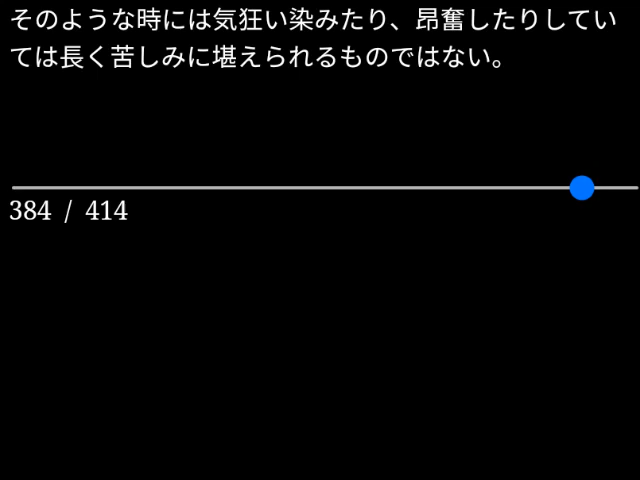 そのような時には気狂い染みたり、昂奮したりしてい
ては長く苦しみに堪えられるものではない。
384 / 414